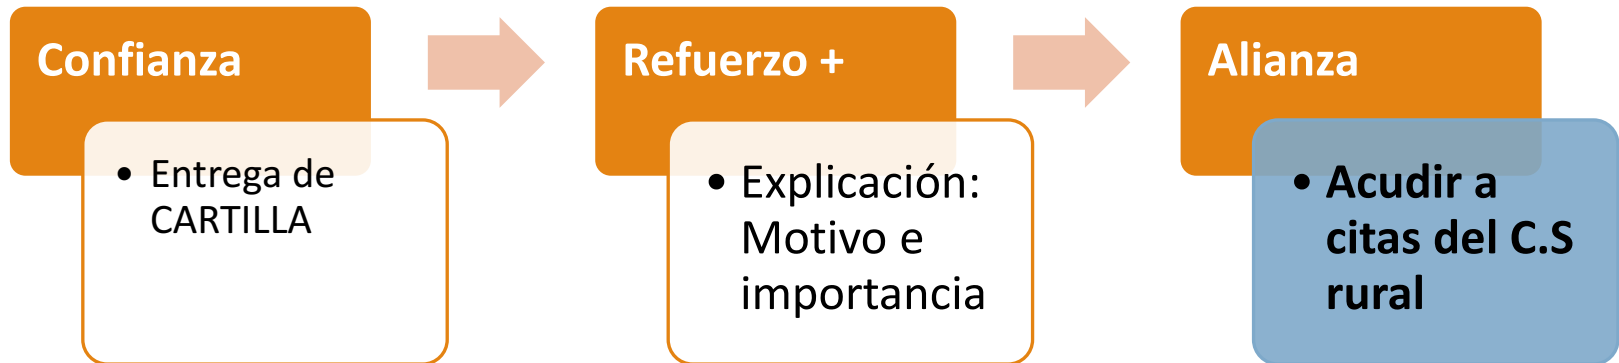 Confianza
• Entrega de
CARTILLA
Refuerzo +
• Explicación:
Motivo e
importancia
Alianza
• Acudir a
citas del C.S
rural